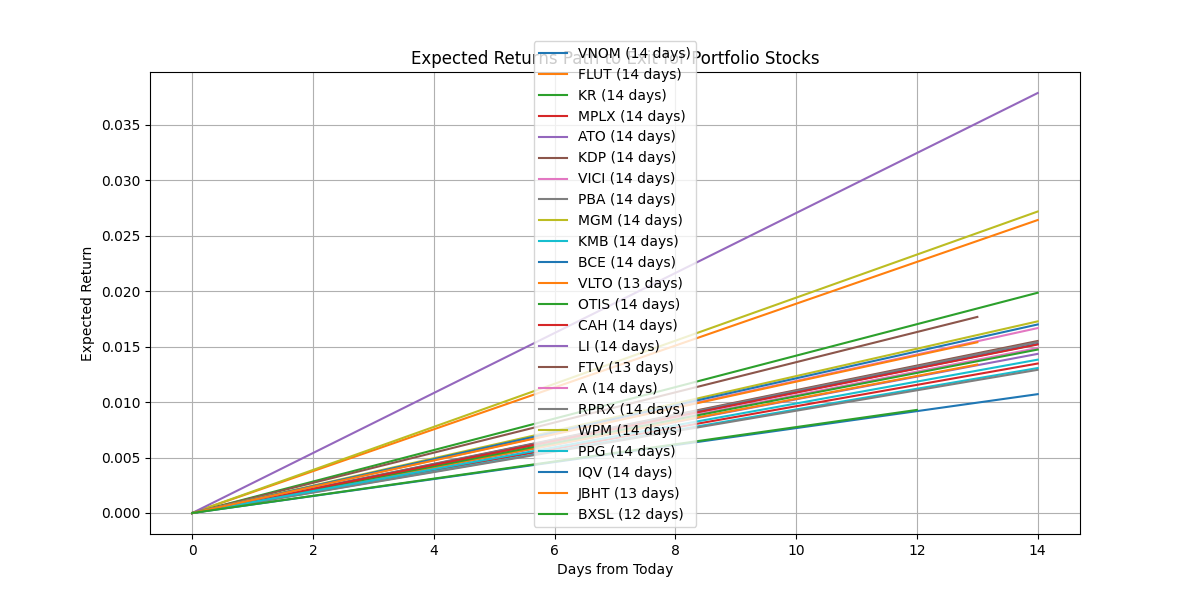 Expected Returns Path to Exit for Portfolio Stocks
VNOM (14 days)
FLUT (14 days)
KR (14 days)
MPLX (14 days)
ATO (14 days)
KDP (14 days)
VICI (14 days)
PBA (14 days)
MGM (14 days)
KMB (14 days)
BCE (14 days)
VLTO (13 days)
OTIS (14 days)
CAH (14 days)
LI (14 days)
FTV (13 days)
A (14 days)
RPRX (14 days)
WPM (14 days)
PPG (14 days)
IQV (14 days)
JBHT (13 days)
BXSL (12 days)
Expected Return
0.035
0.030
0.025
0.020
0.015
0.010
0.005
0.000
0 2 4 6 8 10 12 14
Days from Today